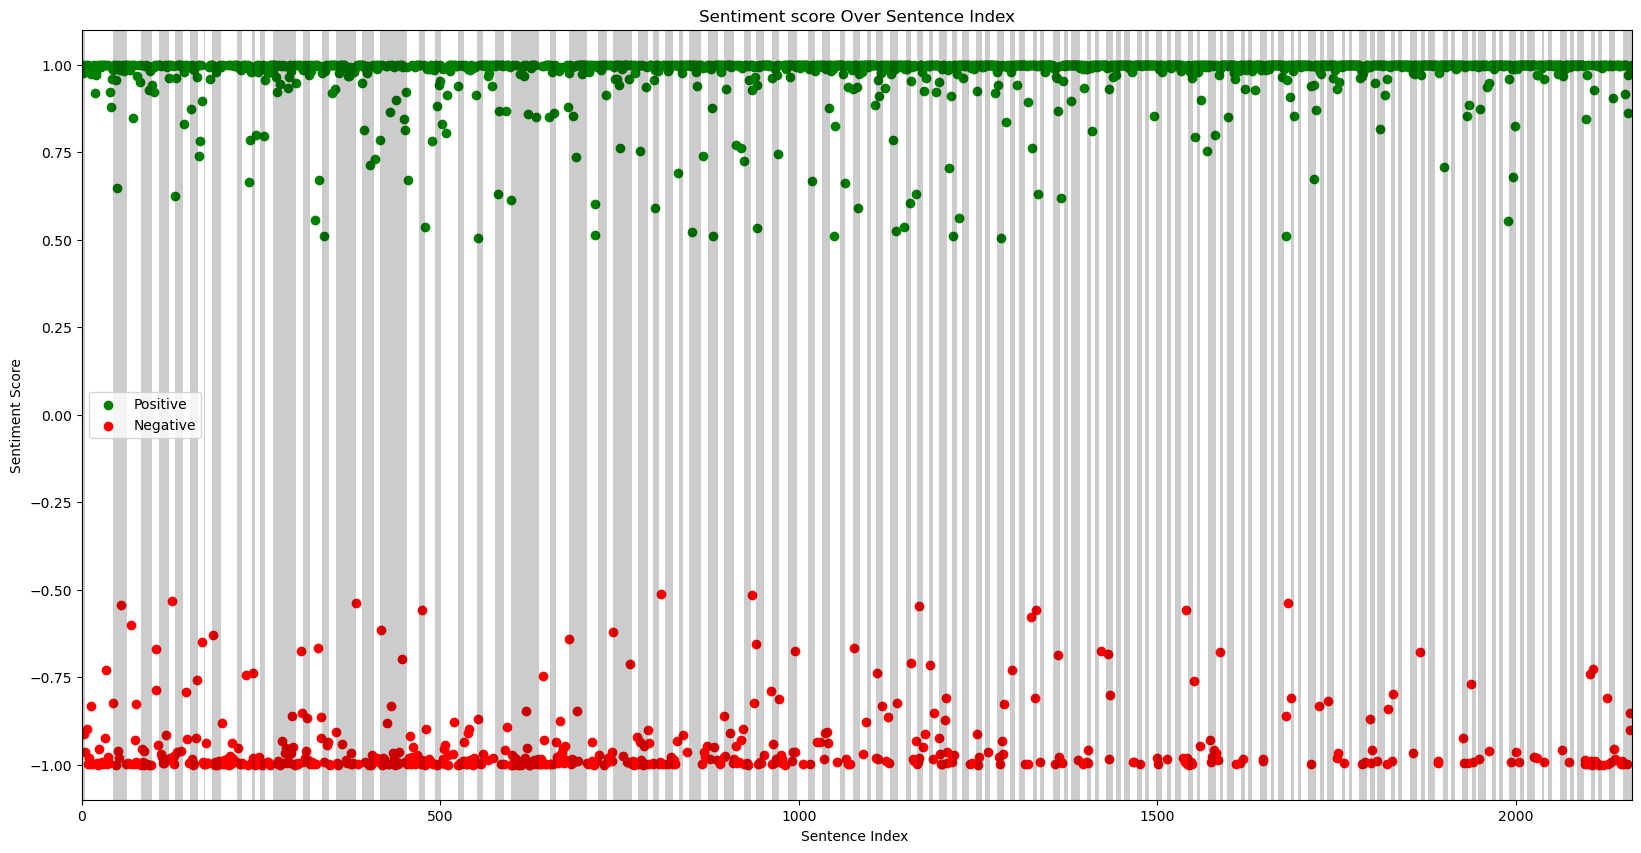 Sentiment score Over Sentence Index
1.00
0.75
0.50
0.25
0.00
−0.25
−0.50
−0.75
−1.00
Sentiment Score
Positive
Negative
0
500
1000
1500
2000
Sentence Index